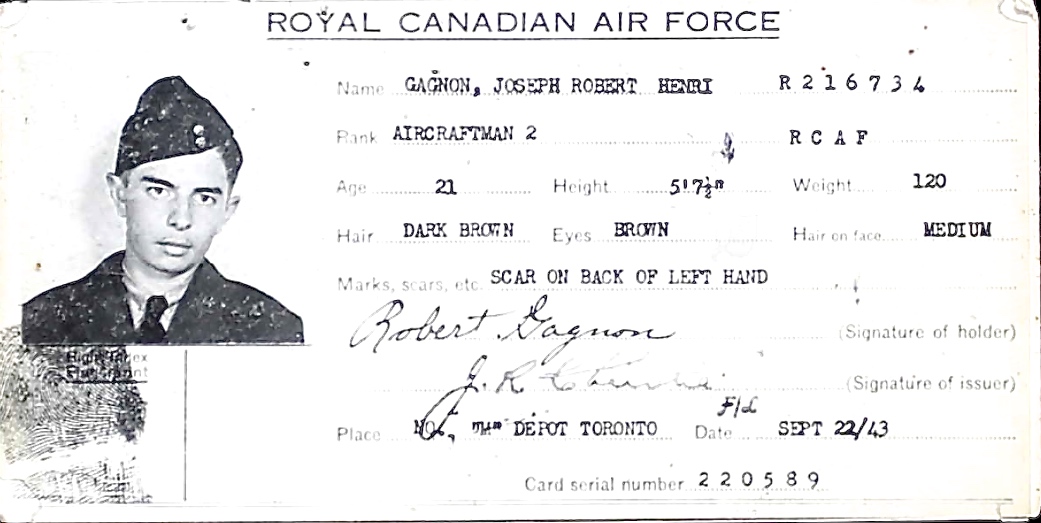 ROYAL CANADIAN AIR FORCE
Name GAGNON, JOSEPH ROBERT HENRI R216734
Rank AIRCRAFTMAN 2 RCAF
Age 21 Height 5'7½" Weight 120
Hair DARK BROWN Eyes BROWN Hair on face MEDIUM
Marks, scars, etc. SCAR ON BACK OF LEFT HAND
Robert Gagnon (Signature of holder)
J. R. (Signature of issuer)
F/L
Right Index
Place NO. DEPOT TORONTO Date SEPT 22/43
Card serial number 220589